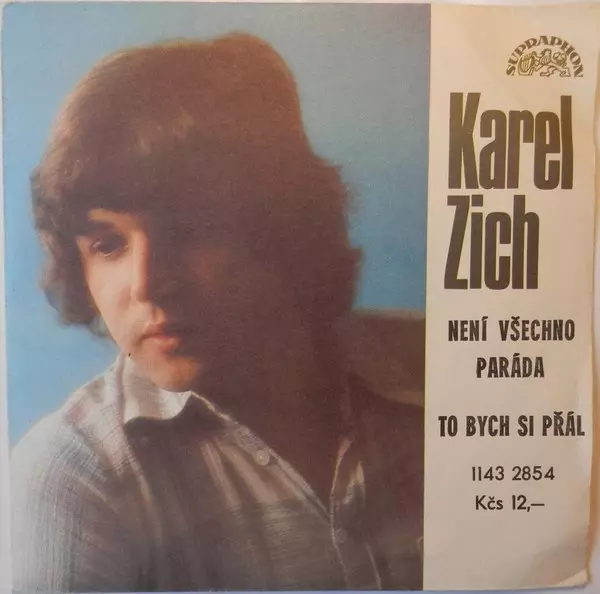 SUPRAPHON
Karel
Zich
NENÍ VŠECHNO
PARÁDA
TO BYCH SI PŘÁL
1143 2854
Kčs 12,—